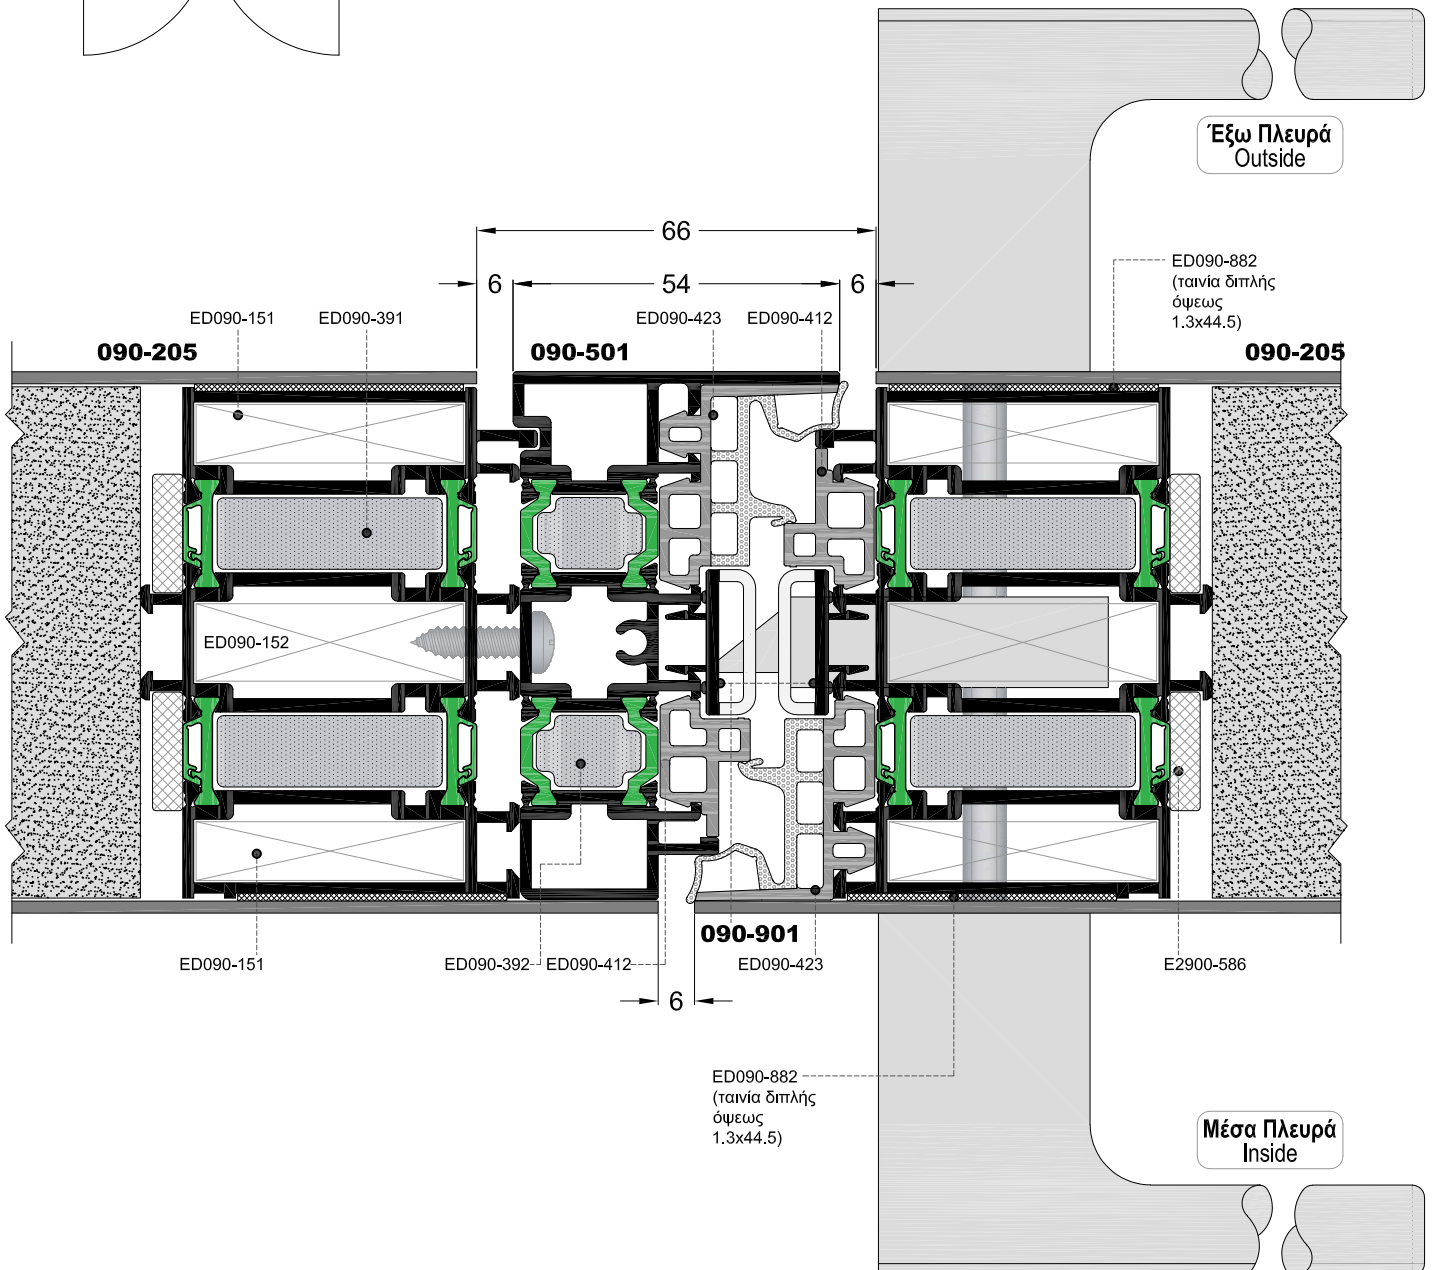 Έξω Πλευρά
Outside
66
6
54
6
ED090-882
(ταινία διπλής
όψεως
1.3x44.5)
ED090-151
ED090-391
ED090-423
ED090-412
090-205
090-501
090-205
ED090-152
090-901
ED090-151
ED090-392
ED090-412
ED090-423
E2900-586
6
ED090-882
(ταινία διπλής
όψεως
1.3x44.5)
Μέσα Πλευρά
Inside